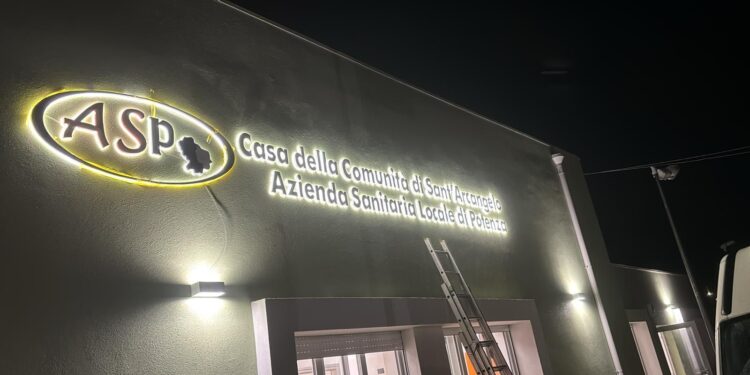 ASP
Casa della Comunità di Sant'Arcangelo
Azienda Sanitaria Locale di Potenza